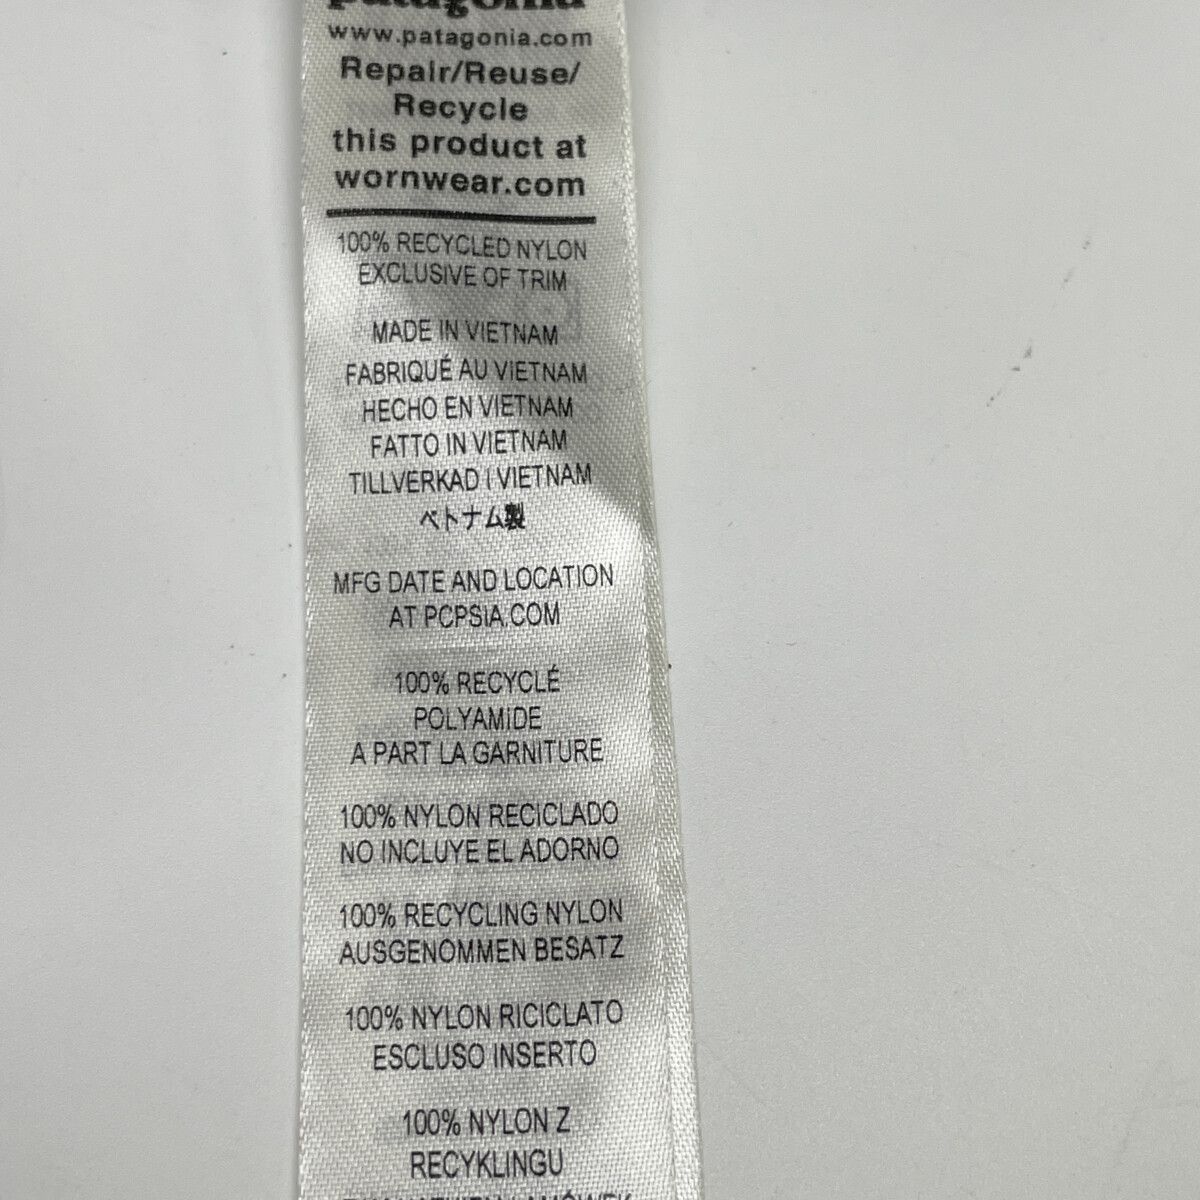 patagonia
www.patagonia.com
Repair/Reuse/
Recycle
this product at
wornwear.com
100% RECYCLED NYLON
EXCLUSIVE OF TRIM
MADE IN VIETNAM
FABRIQUÉ AU VIETNAM
HECHO EN VIETNAM
FATTO IN VIETNAM
TILLVERKAD I VIETNAM
ベトナム製
MFG DATE AND LOCATION
AT PCPSIA.COM
100% RECYCLÉ
POLYAMIDE
A PART LA GARNITURE
100% NYLON RECICLADO
NO INCLUYE EL ADORNO
100% RECYCLING NYLON
AUSGENOMMEN BESATZ
100% NYLON RICICLATO
ESCLUSO INSERTO
100% NYLON Z
RECYKLINGU